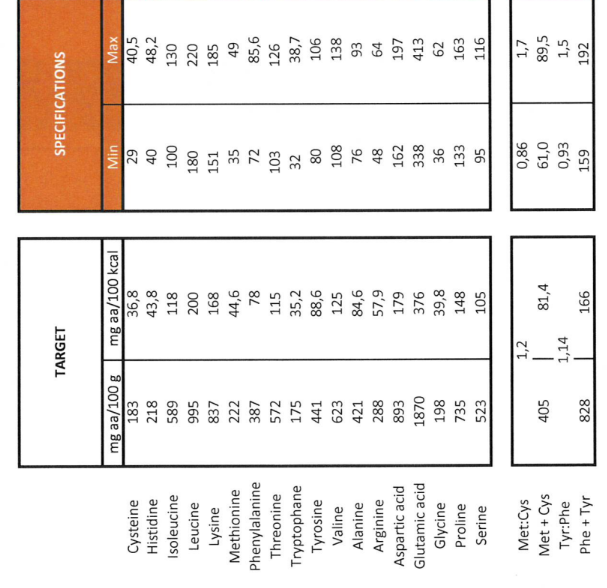 TARGET SPECIFICATIONS
mg aa/100 g mg aa/100 kcal Min Max
Cysteine 183 36,8 29 40,5
Histidine 218 43,8 40 48,2
Isoleucine 589 118 100 130
Leucine 995 200 180 220
Lysine 837 168 151 185
Methionine 222 44,6 35 49
Phenylalanine 387 78 72 85,6
Threonine 572 115 103 126
Tryptophane 175 35,2 32 38,7
Tyrosine 441 88,6 80 106
Valine 623 125 108 138
Alanine 421 84,6 76 93
Arginine 288 57,9 48 64
Aspartic acid 893 179 162 197
Glutamic acid 1870 376 338 413
Glycine 198 39,8 36 62
Proline 735 148 133 163
Serine 523 105 95 116
Met:Cys 1,2 0,86 1,7
Met + Cys 405 81,4 61,0 89,5
Tyr:Phe 1,14 0,93 1,5
Phe + Tyr 828 166 159 192